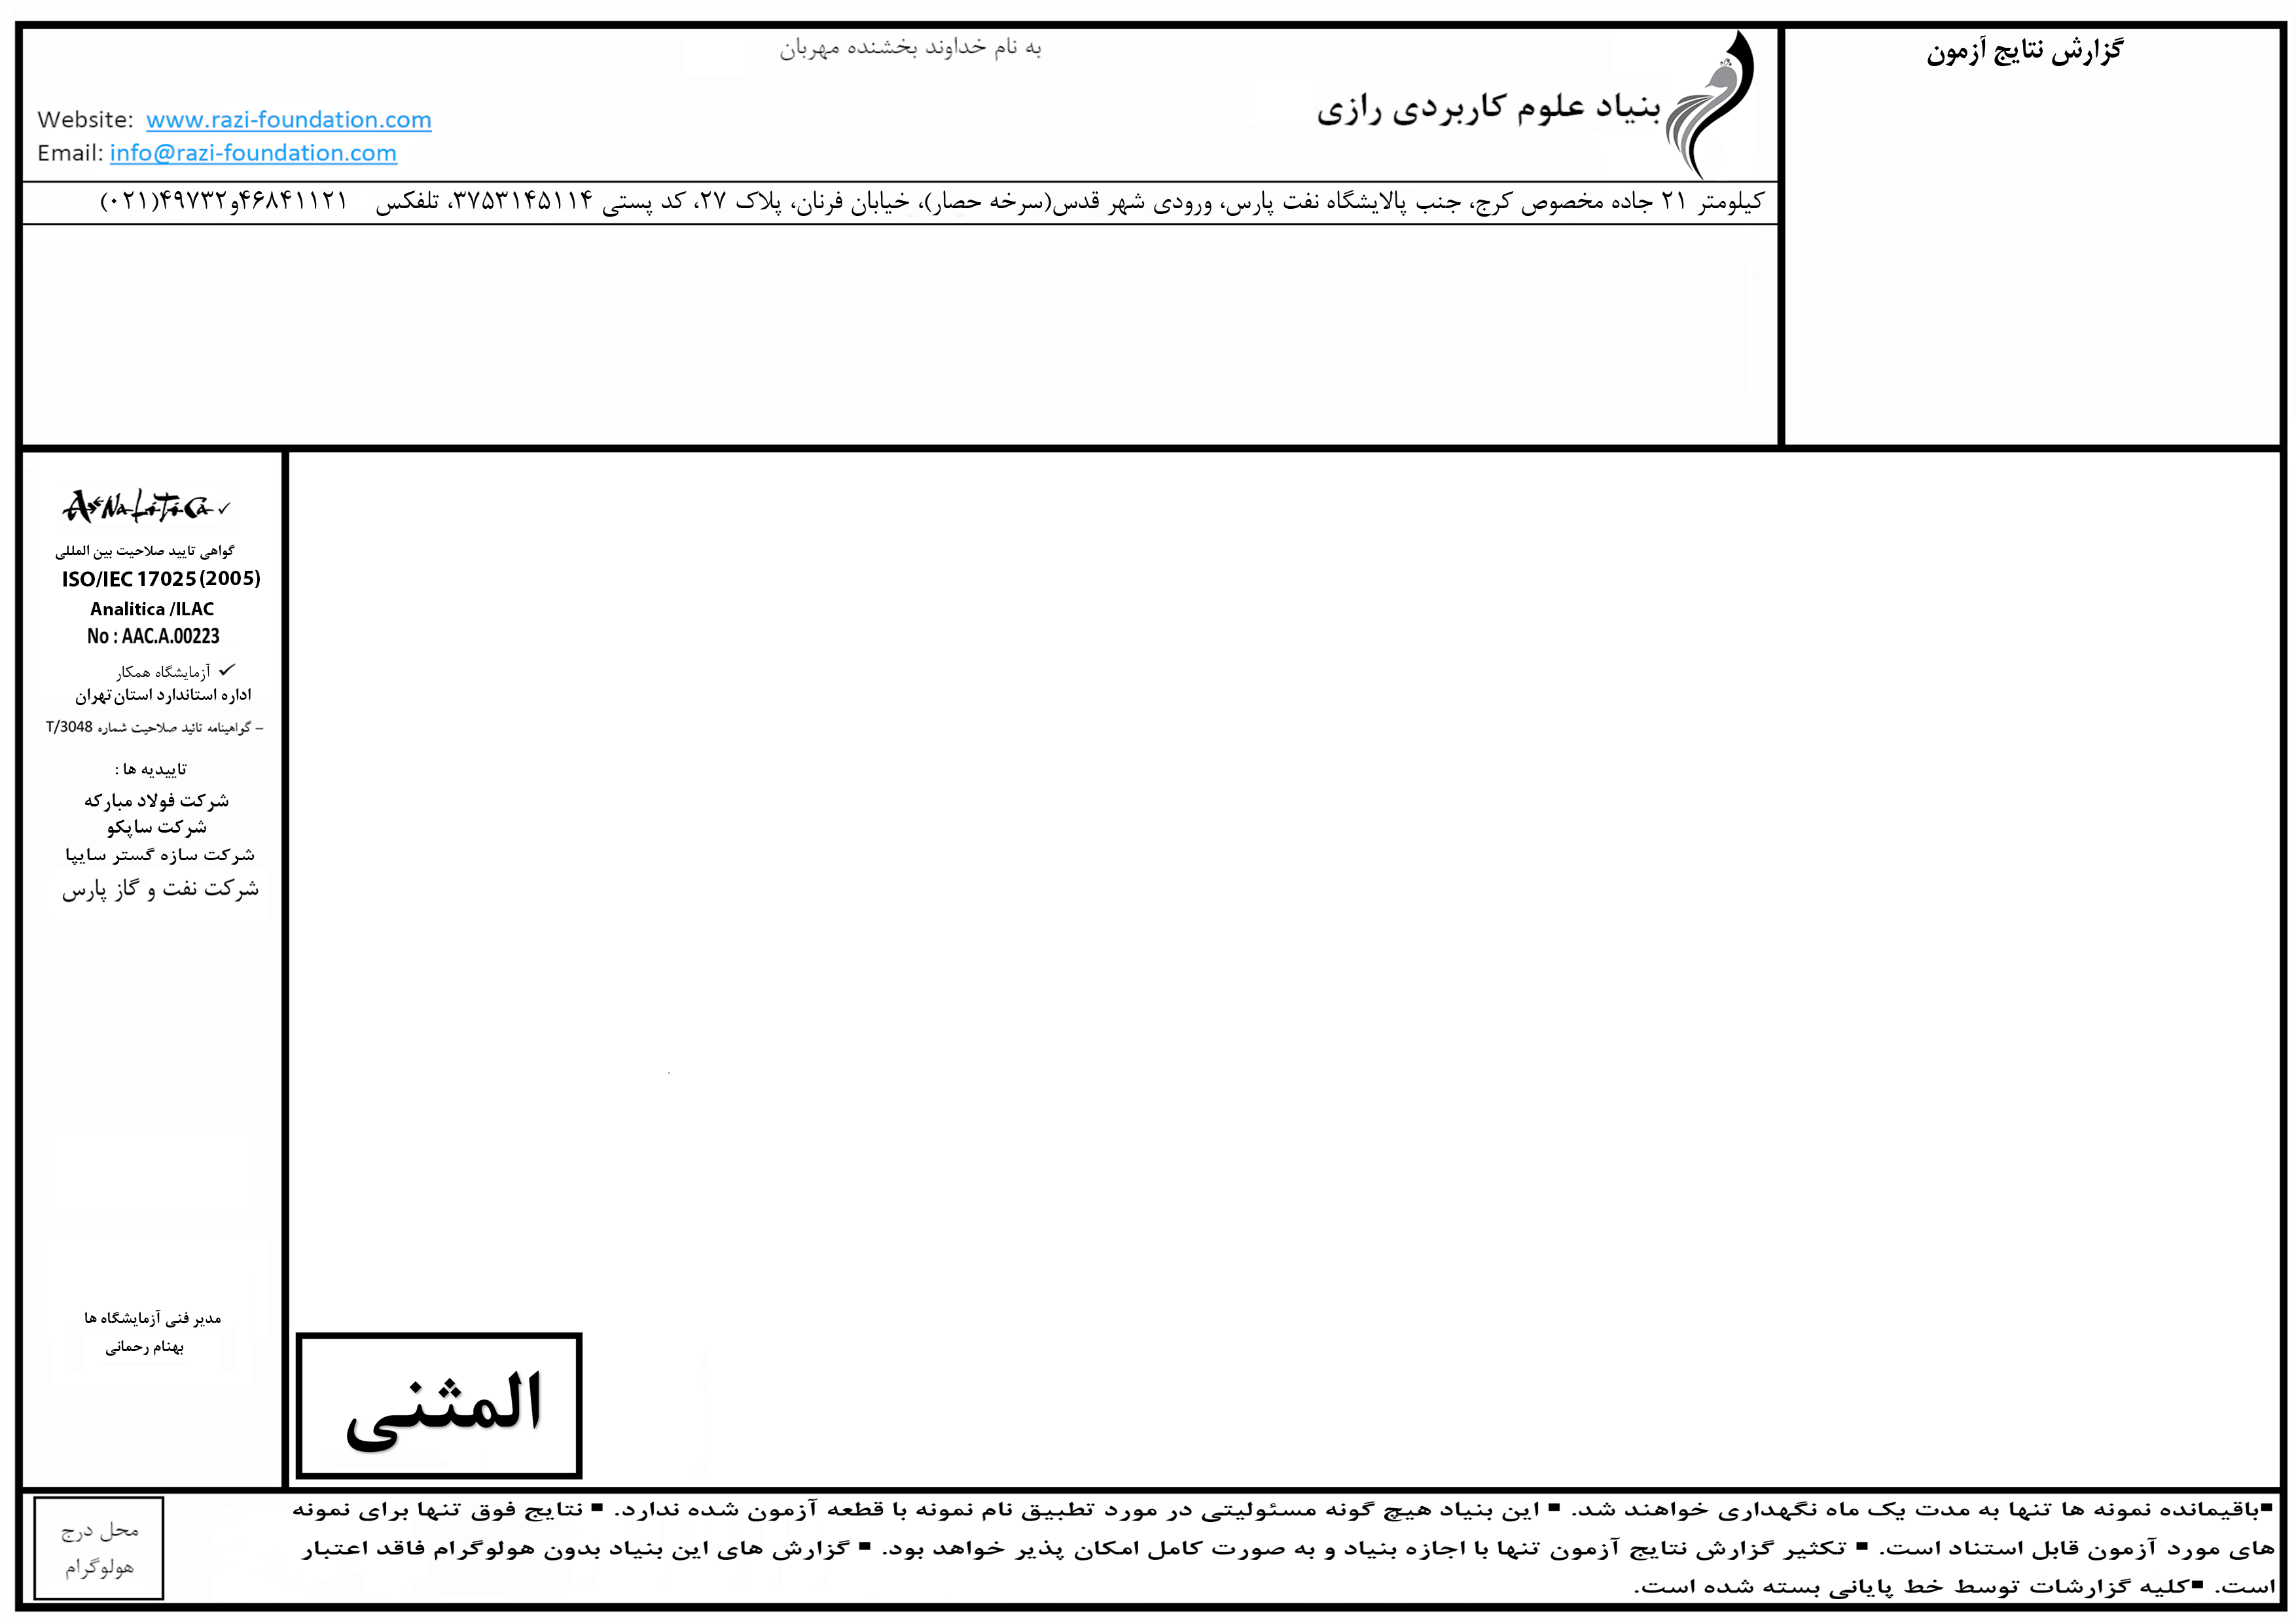 گزارش نتایج آزمون
به نام خداوند بخشنده مهربان
بنیاد علوم کاربردی رازی
Website: www.razi-foundation.com
Email: info@razi-foundation.com
کیلومتر ۲۱ جاده مخصوص کرج، جنب پالایشگاه نفت پارس، ورودی شهر قدس(سرخه حصار)، خیابان فرنان، پلاک ۲۷، کد پستی ۳۷۵۳۱۴۵۱۱۴، تلفکس ۴۶۸۴۱۱۲۱و۴۹۷۳۲(۰۲۱)
ANaLiTiCa ✓
گواهی تایید صلاحیت بین المللی
ISO/IEC 17025 (2005)
Analitica /ILAC
No : AAC.A.00223
✓ آزمایشگاه همکار
اداره استاندارد استان تهران
– گواهینامه تائید صلاحیت شماره T/3048
تاییدیه ها :
شرکت فولاد مبارکه
شرکت ساپکو
شرکت سازه گستر سایپا
شرکت نفت و گاز پارس
مدیر فنی آزمایشگاه ها
بهنام رحمانی
المثنی
▪باقیمانده نمونه ها تنها به مدت یک ماه نگهداری خواهند شد. ▪ این بنیاد هیچ گونه مسئولیتی در مورد تطبیق نام نمونه با قطعه آزمون شده ندارد. ▪ نتایج فوق تنها برای نمونه
های مورد آزمون قابل استناد است. ▪ تکثیر گزارش نتایج آزمون تنها با اجازه بنیاد و به صورت کامل امکان پذیر خواهد بود. ▪ گزارش های این بنیاد بدون هولوگرام فاقد اعتبار
است. ▪کلیه گزارشات توسط خط پایانی بسته شده است.
محل درج
هولوگرام